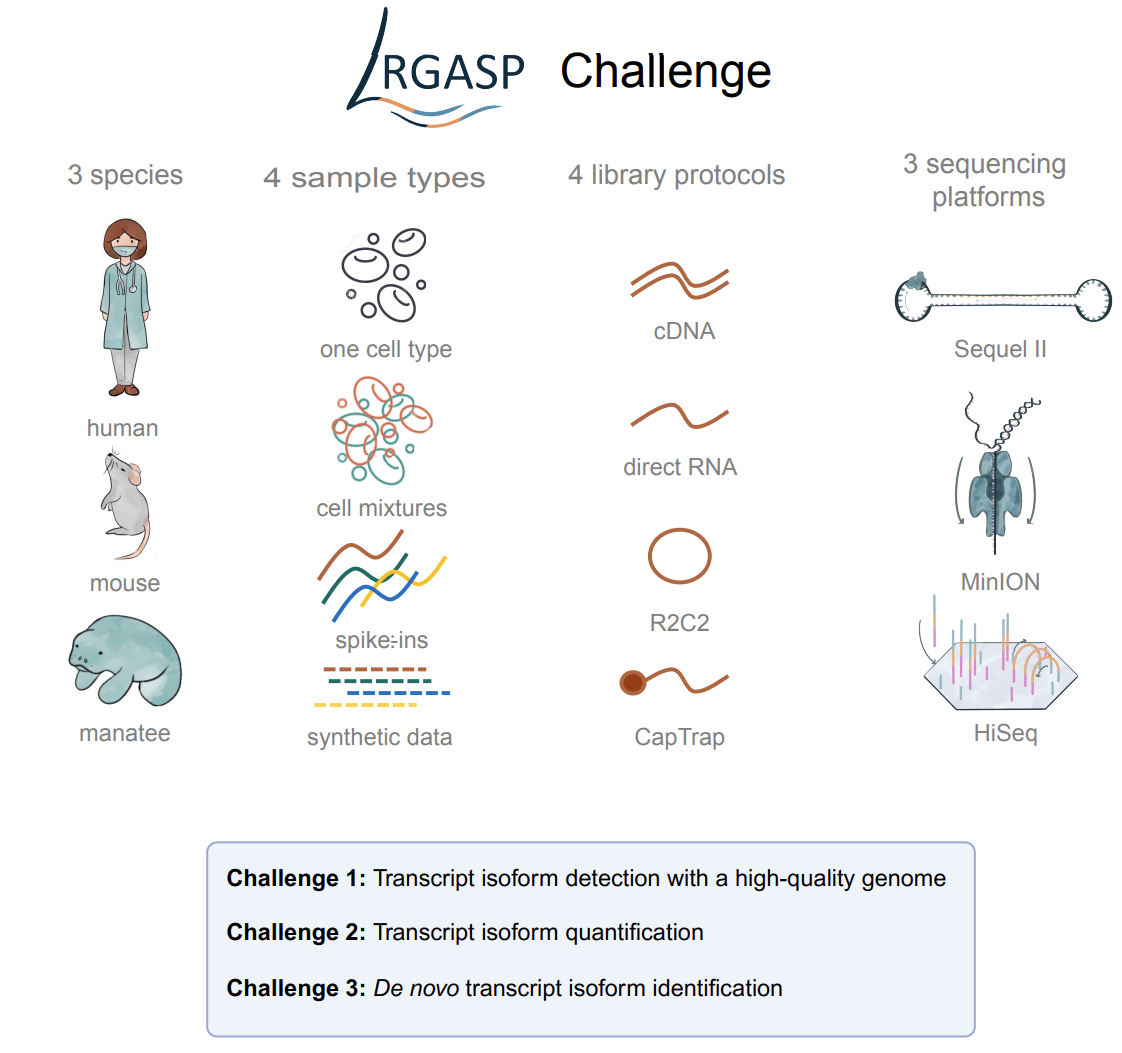 LRGASP Challenge
3 species
4 sample types
4 library protocols
3 sequencing
platforms
human
mouse
manatee
one cell type
cell mixtures
spike-ins
synthetic data
cDNA
direct RNA
R2C2
CapTrap
Sequel II
MinION
HiSeq
Challenge 1: Transcript isoform detection with a high-quality genome
Challenge 2: Transcript isoform quantification
Challenge 3: De novo transcript isoform identification